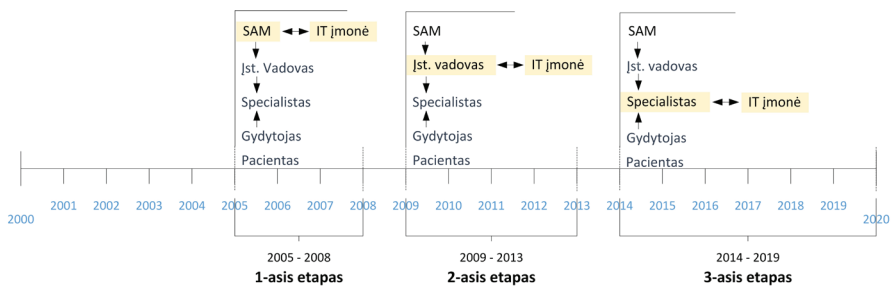 SAM IT įmonė
Įst. Vadovas
Specialistas
Gydytojas
Pacientas
SAM
Įst. vadovas IT įmonė
Specialistas
Gydytojas
Pacientas
SAM
Įst. vadovas
Specialistas IT įmonė
Gydytojas
Pacientas
2000 2001 2002 2003 2004 2005 2006 2007 2008 2009 2010 2011 2012 2013 2014 2015 2016 2017 2018 2019 2020
2005 - 2008
1-asis etapas
2009 - 2013
2-asis etapas
2014 - 2019
3-asis etapas